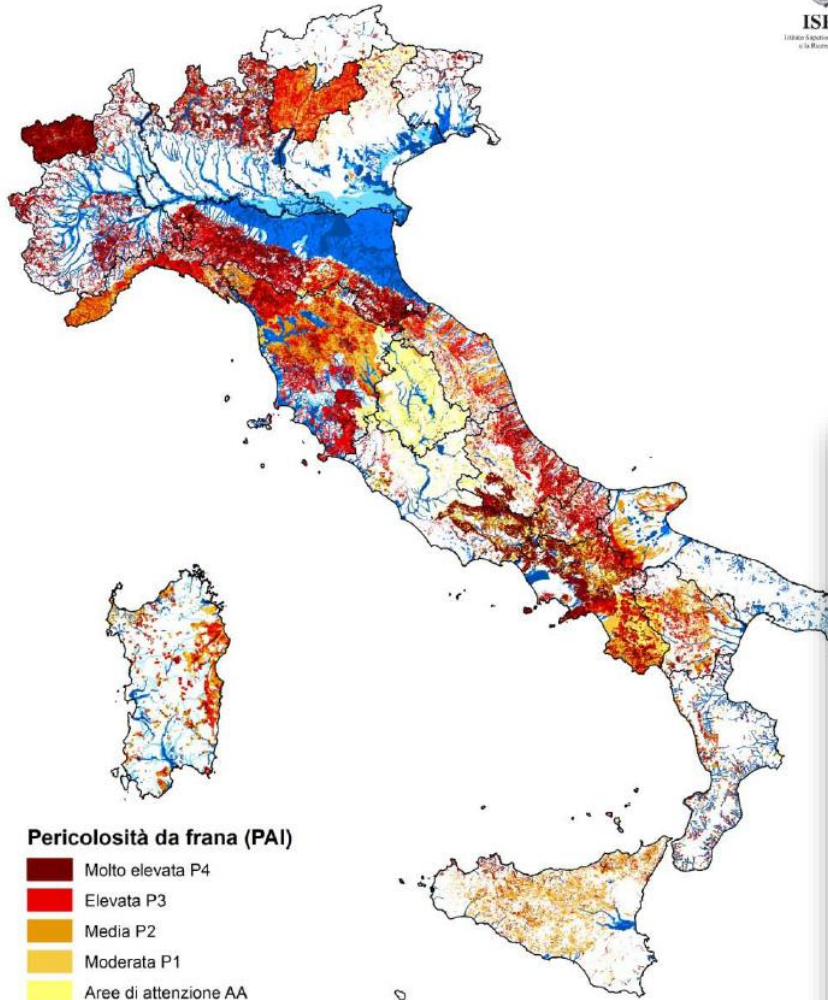 ISP
Pericolosità da frana (PAI)
Molto elevata P4
Elevata P3
Media P2
Moderata P1
Aree di attenzione AA